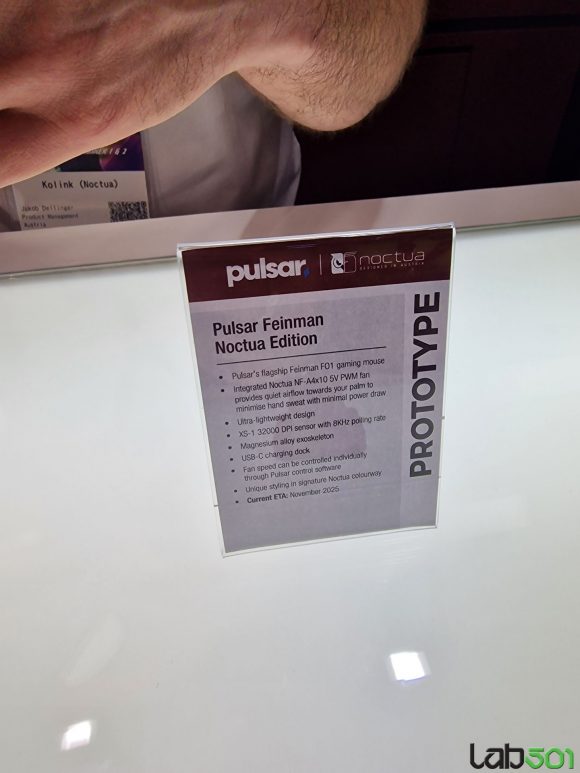 Kolink (Noctua)
Jakob Dellinger
Product Management
Austria
pulsar
noctua
DESIGNED IN AUSTRIA
Pulsar Feinman
Noctua Edition
PROTOTYPE
• Pulsar's flagship Feinman F01 gaming mouse
• Integrated Noctua NF-A4x10 5V PWM fan
provides quiet airflow towards your palm to
minimise hand sweat with minimal power draw
• Ultra-lightweight design
• XS-1 32000 DPI sensor with 8KHz polling rate
• Magnesium alloy exoskeleton
• USB-C charging dock
• Fan speed can be controlled individually
through Pulsar control software
• Unique styling in signature Noctua colourway
• Current ETA: November 2025
lab501